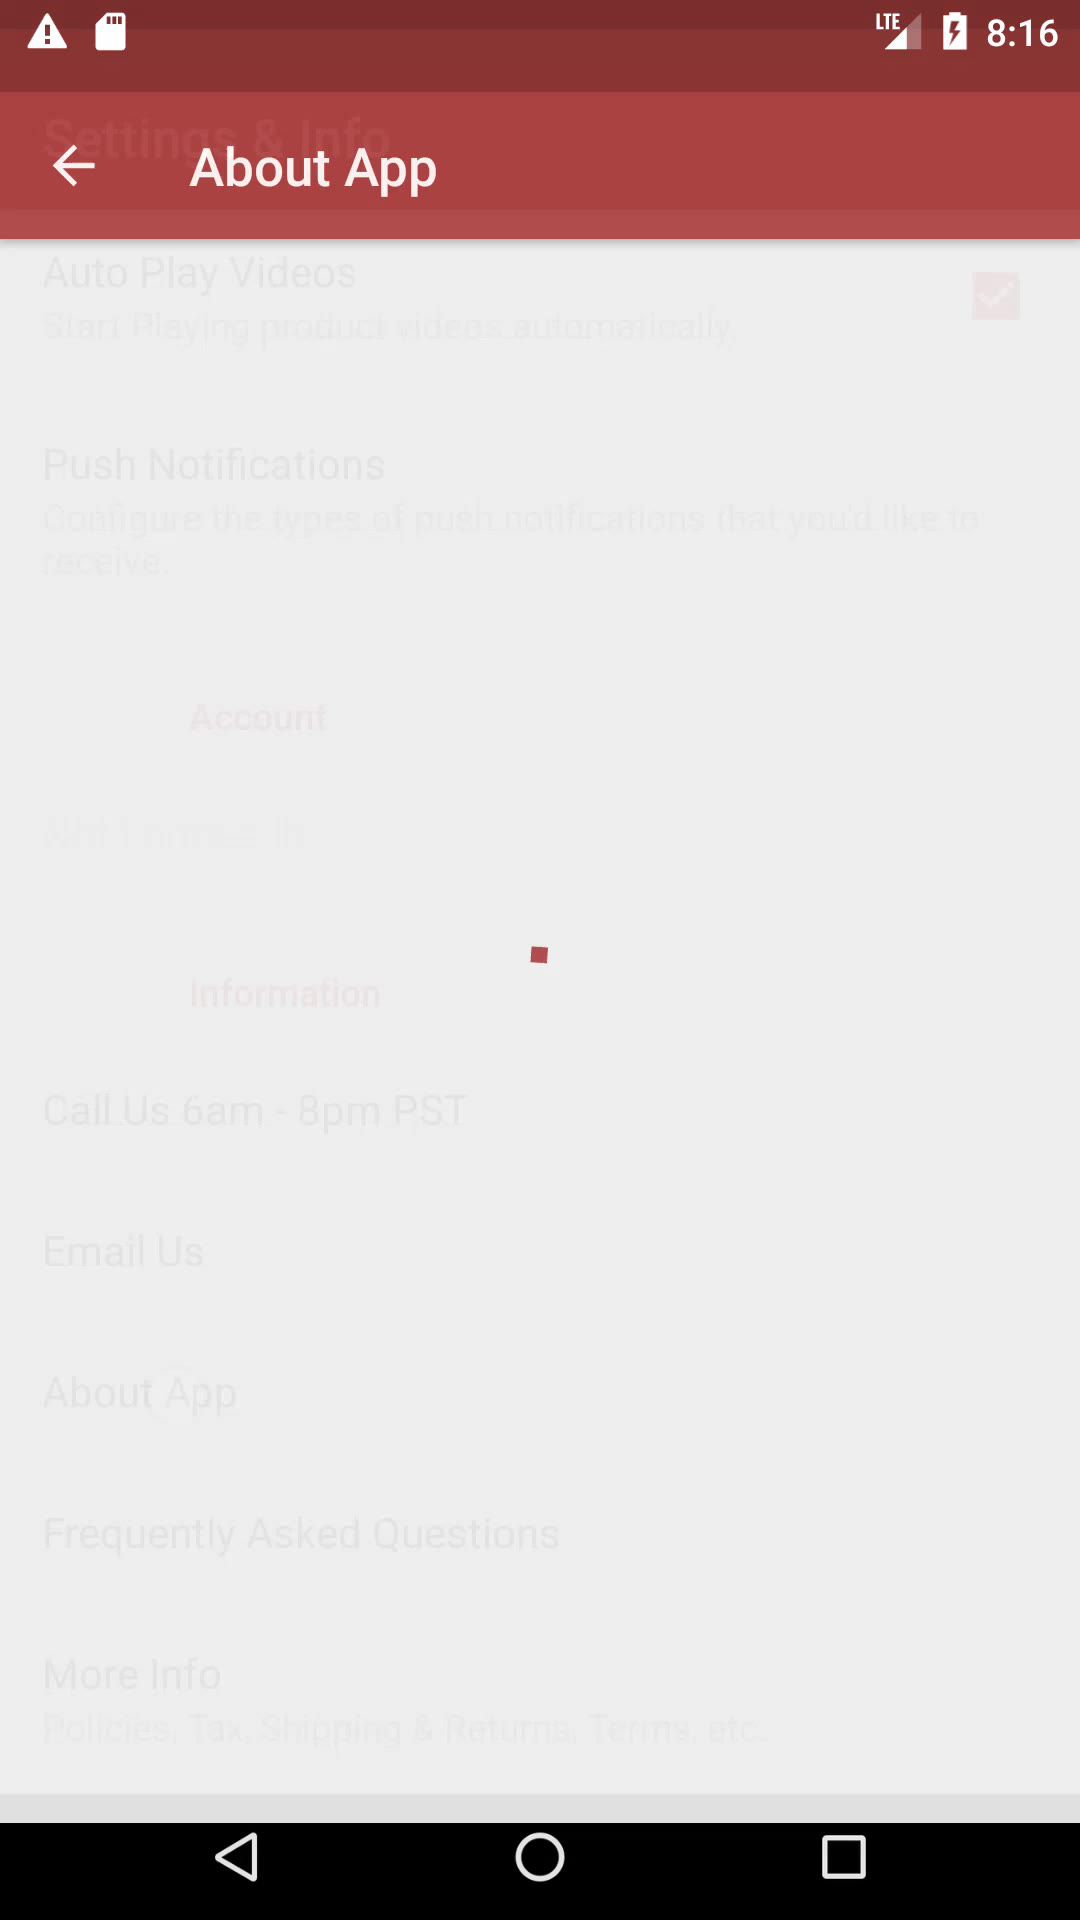 LTE 8:16
Settings & Info
About App
Auto Play Videos
Start Playing product videos automatically.
Push Notifications
Configure the types of push notifications that you'd like to
receive.
Account
Information
Call Us 6am - 8pm PST
Email Us
About App
Frequently Asked Questions
More Info
Policies, Tax, Shipping & Returns, Terms, etc.